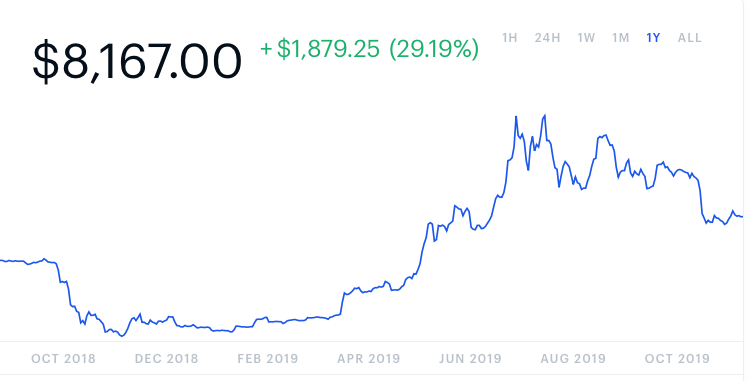 $8,167.00 +$1,879.25 (29.19%) 1H 24H 1W 1M 1Y ALL
OCT 2018 DEC 2018 FEB 2019 APR 2019 JUN 2019 AUG 2019 OCT 2019